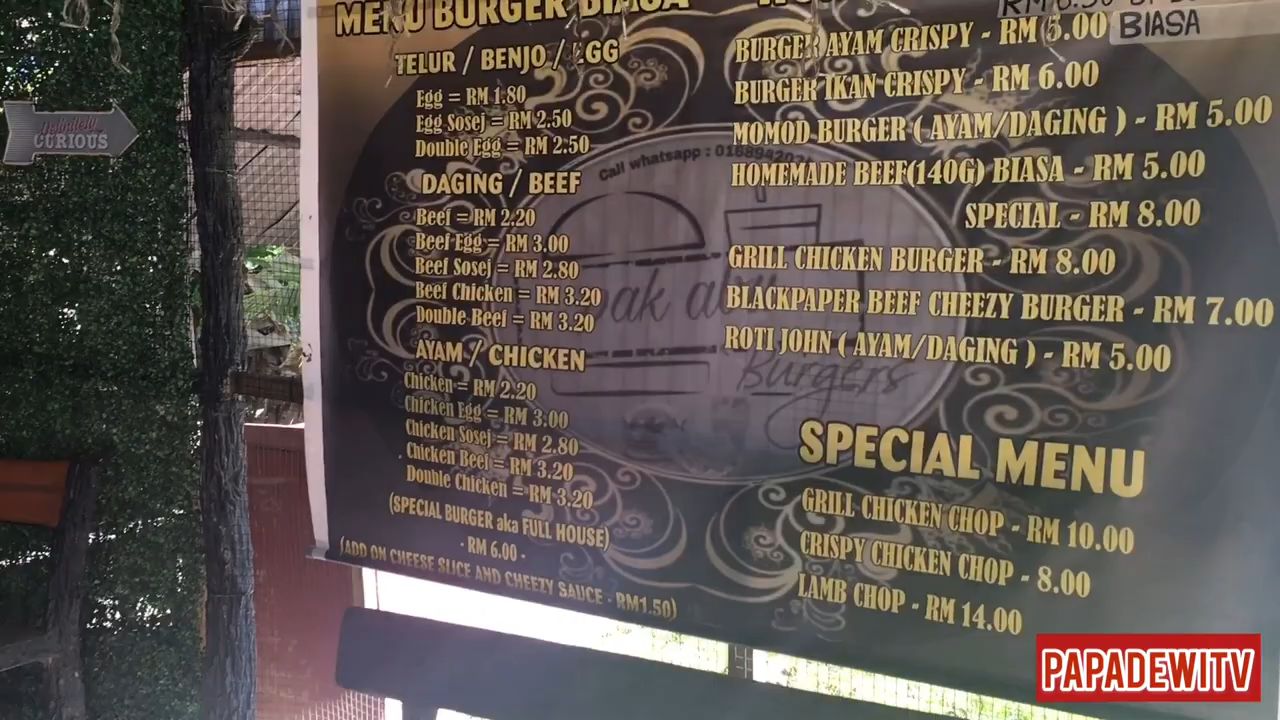 MENU BURGER BIASA
TELUR / BENJO / EGG
Egg = RM 1.80
Egg Sosej = RM 2.50
Double Egg = RM 2.50
DAGING / BEEF
Beef = RM 2.20
Beef Egg = RM 3.00
Beef Sosej = RM 2.80
Beef Chicken = RM 3.20
Double Beef = RM 3.20
AYAM / CHICKEN
Chicken = RM 2.20
Chicken Egg = RM 3.00
Chicken Sosej = RM 2.80
Chicken Beef = RM 3.20
Double Chicken = RM 3.20
(SPECIAL BURGER aka FULL HOUSE)
- RM 6.00 -
(ADD ON CHEESE SLICE AND CHEEZY SAUCE - RM1.50)
BIASA
BURGER AYAM CRISPY - RM 5.00
BURGER IKAN CRISPY - RM 6.00
MOMOD BURGER ( AYAM/DAGING ) - RM 5.00
HOMEMADE BEEF(140G) BIASA - RM 5.00
SPECIAL - RM 8.00
GRILL CHICKEN BURGER - RM 8.00
BLACKPAPER BEEF CHEEZY BURGER - RM 7.00
ROTI JOHN ( AYAM/DAGING ) - RM 5.00
SPECIAL MENU
GRILL CHICKEN CHOP - RM 10.00
CRISPY CHICKEN CHOP - 8.00
LAMB CHOP - RM 14.00
Call whatsapp :
Burgers
Definitely
CURIOUS
PAPADEWITV